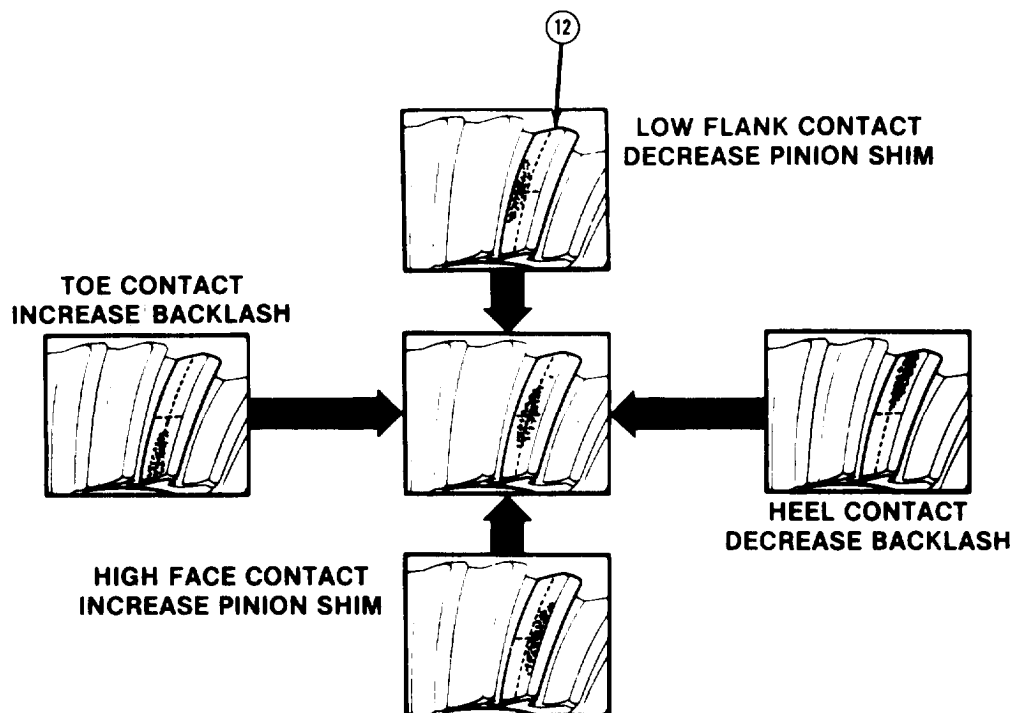 12
LOW FLANK CONTACT
DECREASE PINION SHIM
TOE CONTACT
INCREASE BACKLASH
HEEL CONTACT
DECREASE BACKLASH
HIGH FACE CONTACT
INCREASE PINION SHIM